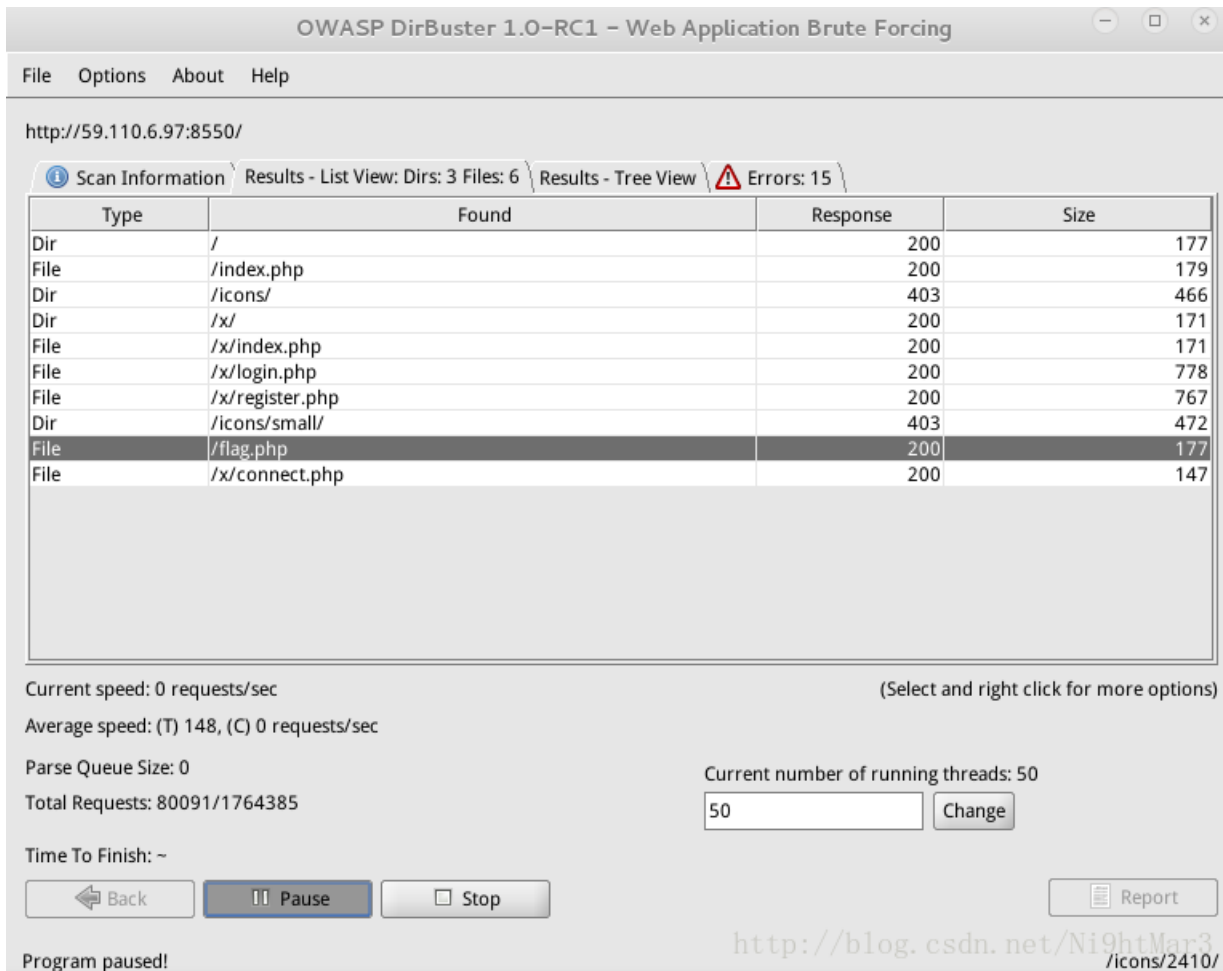 OWASP DirBuster 1.0-RC1 - Web Application Brute Forcing
File Options About Help
http://59.110.6.97:8550/
Scan Information Results - List View: Dirs: 3 Files: 6 Results - Tree View Errors: 15
Type Found Response Size
Dir / 200 177
File /index.php 200 179
Dir /icons/ 403 466
Dir /x/ 200 171
File /x/index.php 200 171
File /x/login.php 200 778
File /x/register.php 200 767
Dir /icons/small/ 403 472
File /flag.php 200 177
File /x/connect.php 200 147
Current speed: 0 requests/sec (Select and right click for more options)
Average speed: (T) 148, (C) 0 requests/sec
Parse Queue Size: 0
Current number of running threads: 50
Total Requests: 80091/1764385
50 Change
Time To Finish: ~
Back Pause Stop Report
http://blog.csdn.net/Ni9htMar3
Program paused! /icons/2410/